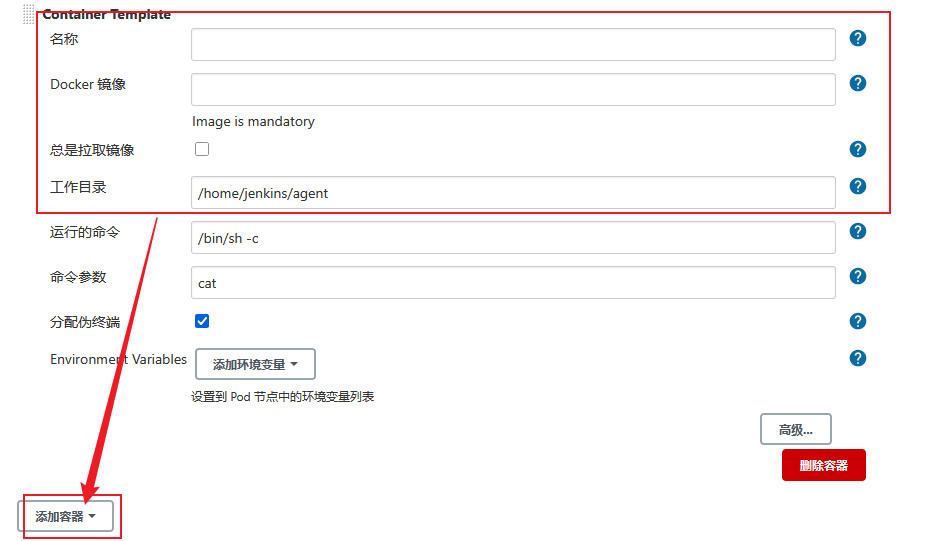 Container Template
名称
Docker 镜像
Image is mandatory
总是拉取镜像
工作目录 /home/jenkins/agent
运行的命令 /bin/sh -c
命令参数 cat
分配伪终端
Environment Variables 添加环境变量
设置到 Pod 节点中的环境变量列表
高级...
删除容器
添加容器